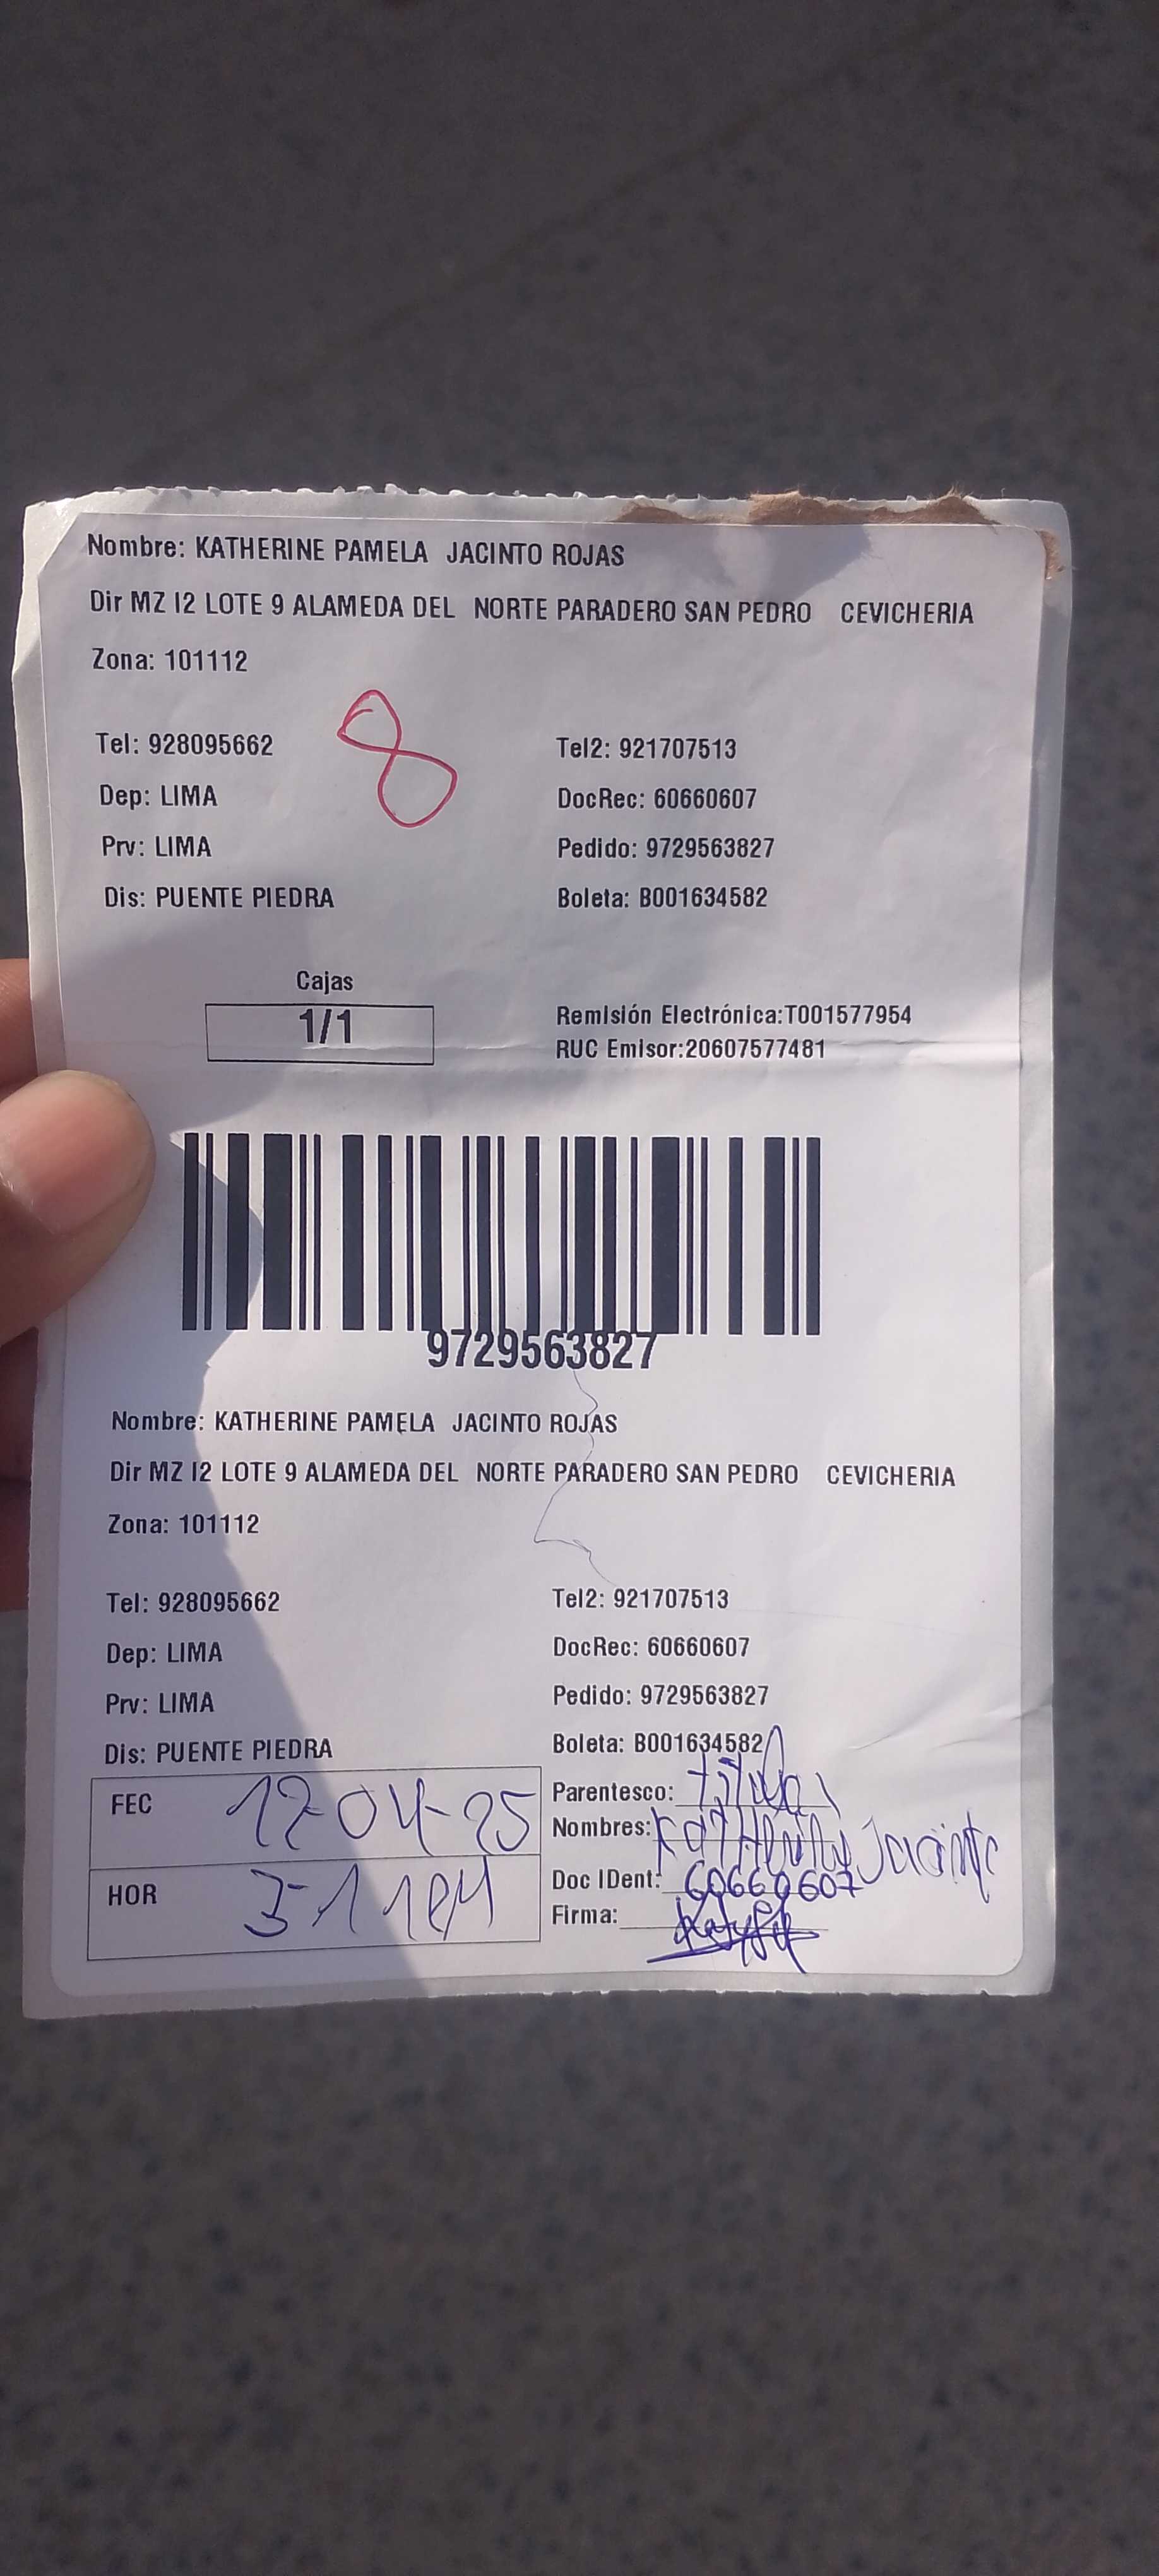 Nombre: KATHERINE PAMELA JACINTO ROJAS
Dir MZ I2 LOTE 9 ALAMEDA DEL NORTE PARADERO SAN PEDRO CEVICHERIA
Zona: 101112
8
Tel: 928095662 Tel2: 921707513
Dep: LIMA DocRec: 60660607
Prv: LIMA Pedido: 9729563827
Dis: PUENTE PIEDRA Boleta: B001634582
Cajas
1/1
Remisión Electrónica:T001577954
RUC Emisor:20607577481
9729563827
Nombre: KATHERINE PAMELA JACINTO ROJAS
Dir MZ I2 LOTE 9 ALAMEDA DEL NORTE PARADERO SAN PEDRO CEVICHERIA
Zona: 101112
Tel: 928095662 Tel2: 921707513
Dep: LIMA DocRec: 60660607
Prv: LIMA Pedido: 9729563827
Dis: PUENTE PIEDRA Boleta: B001634582
FEC
HOR
Parentesco: titular
Nombres: Jacinto
Doc IDent: 60660607
Firma: